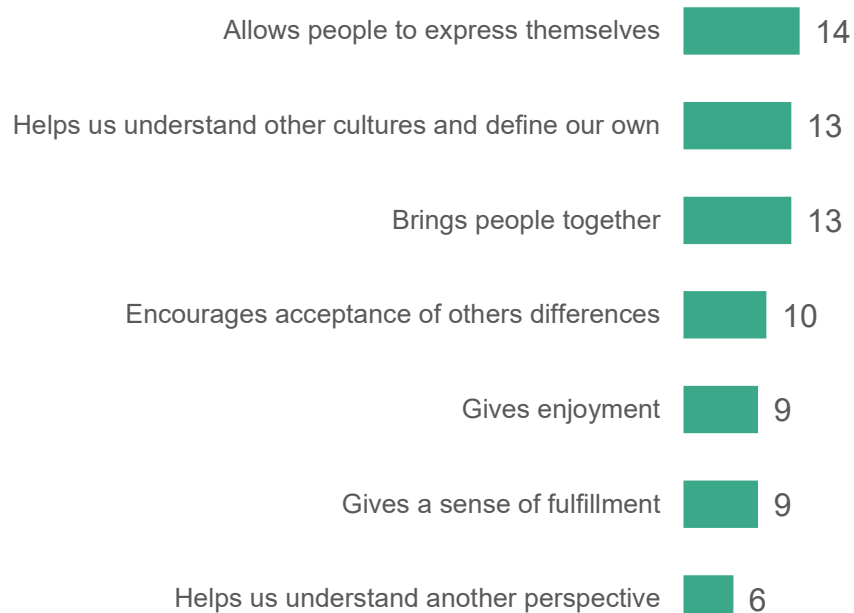 Allows people to express themselves 14
Helps us understand other cultures and define our own 13
Brings people together 13
Encourages acceptance of others differences 10
Gives enjoyment 9
Gives a sense of fulfillment 9
Helps us understand another perspective 6